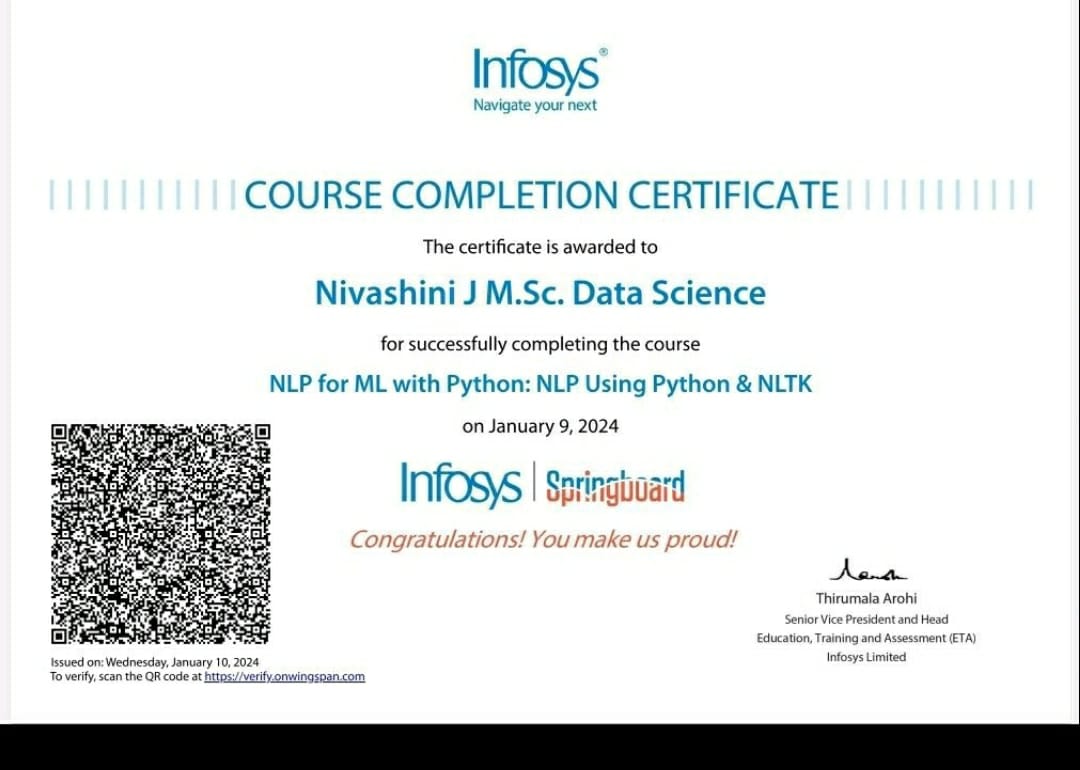 Infosys®
Navigate your next
COURSE COMPLETION CERTIFICATE
The certificate is awarded to
Nivashini J M.Sc. Data Science
for successfully completing the course
NLP for ML with Python: NLP Using Python & NLTK
on January 9, 2024
Infosys | Springboard
Congratulations! You make us proud!
Thirumala Arohi
Senior Vice President and Head
Education, Training and Assessment (ETA)
Infosys Limited
Issued on: Wednesday, January 10, 2024
To verify, scan the QR code at https://verify.onwingspan.com